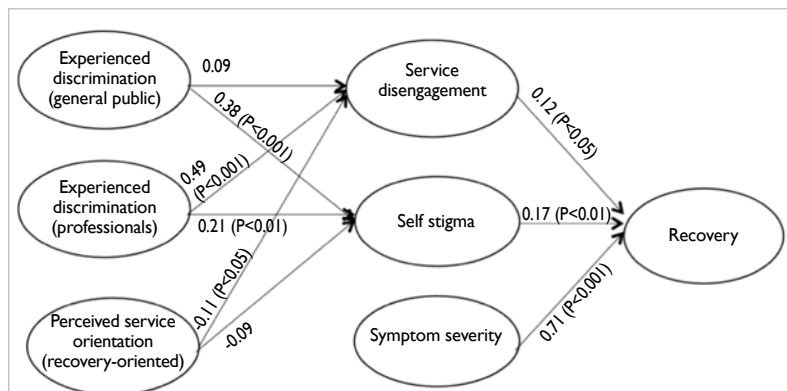 Experienced
discrimination
(general public)
0.09
Service
disengagement
0.38 (P<0.001)
0.12 (P<0.05)
0.49
(P<0.001)
Experienced
discrimination
(professionals)
0.21 (P<0.01)
Self stigma
0.17 (P<0.01)
Recovery
-0.11 (P<0.05)
-0.09
Perceived service
orientation
(recovery-oriented)
Symptom severity
0.71 (P<0.001)